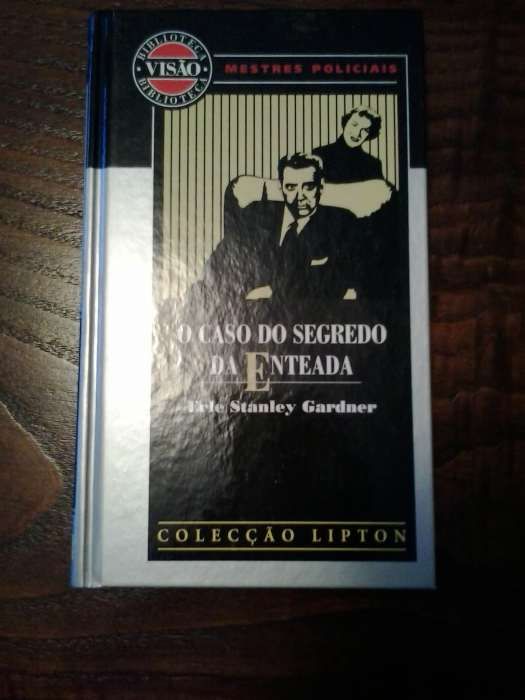 BIBLIOTECA
VISÃO
BIBLIOTECA
MESTRES POLICIAIS
O CASO DO SEGREDO
DA ENTEADA
Erle Stanley Gardner
COLECÇÃO LIPTON